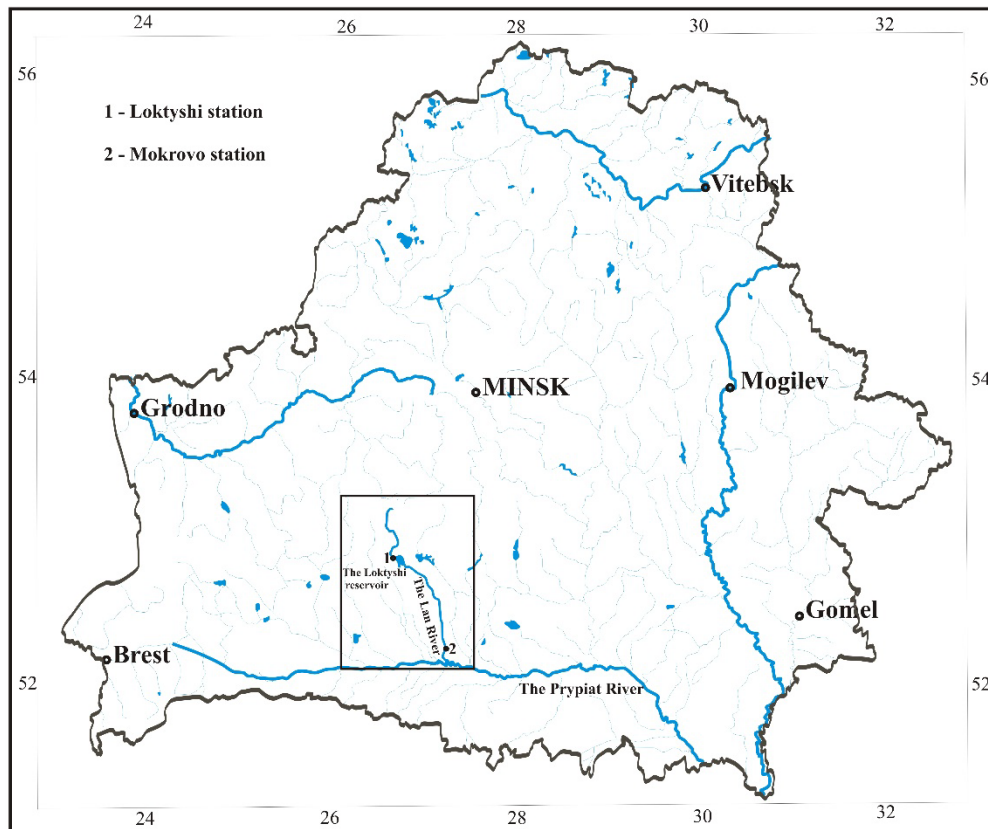 24 26 28 30 32
56 56
1 - Loktyshi station
2 - Mokrovo station
Vitebsk
54 54
MINSK
Mogilev
Grodno
1
The Loktyshi
reservoir
The Lan River
Gomel
2
Brest
52 52
The Prypiat River
24 26 28 30 32